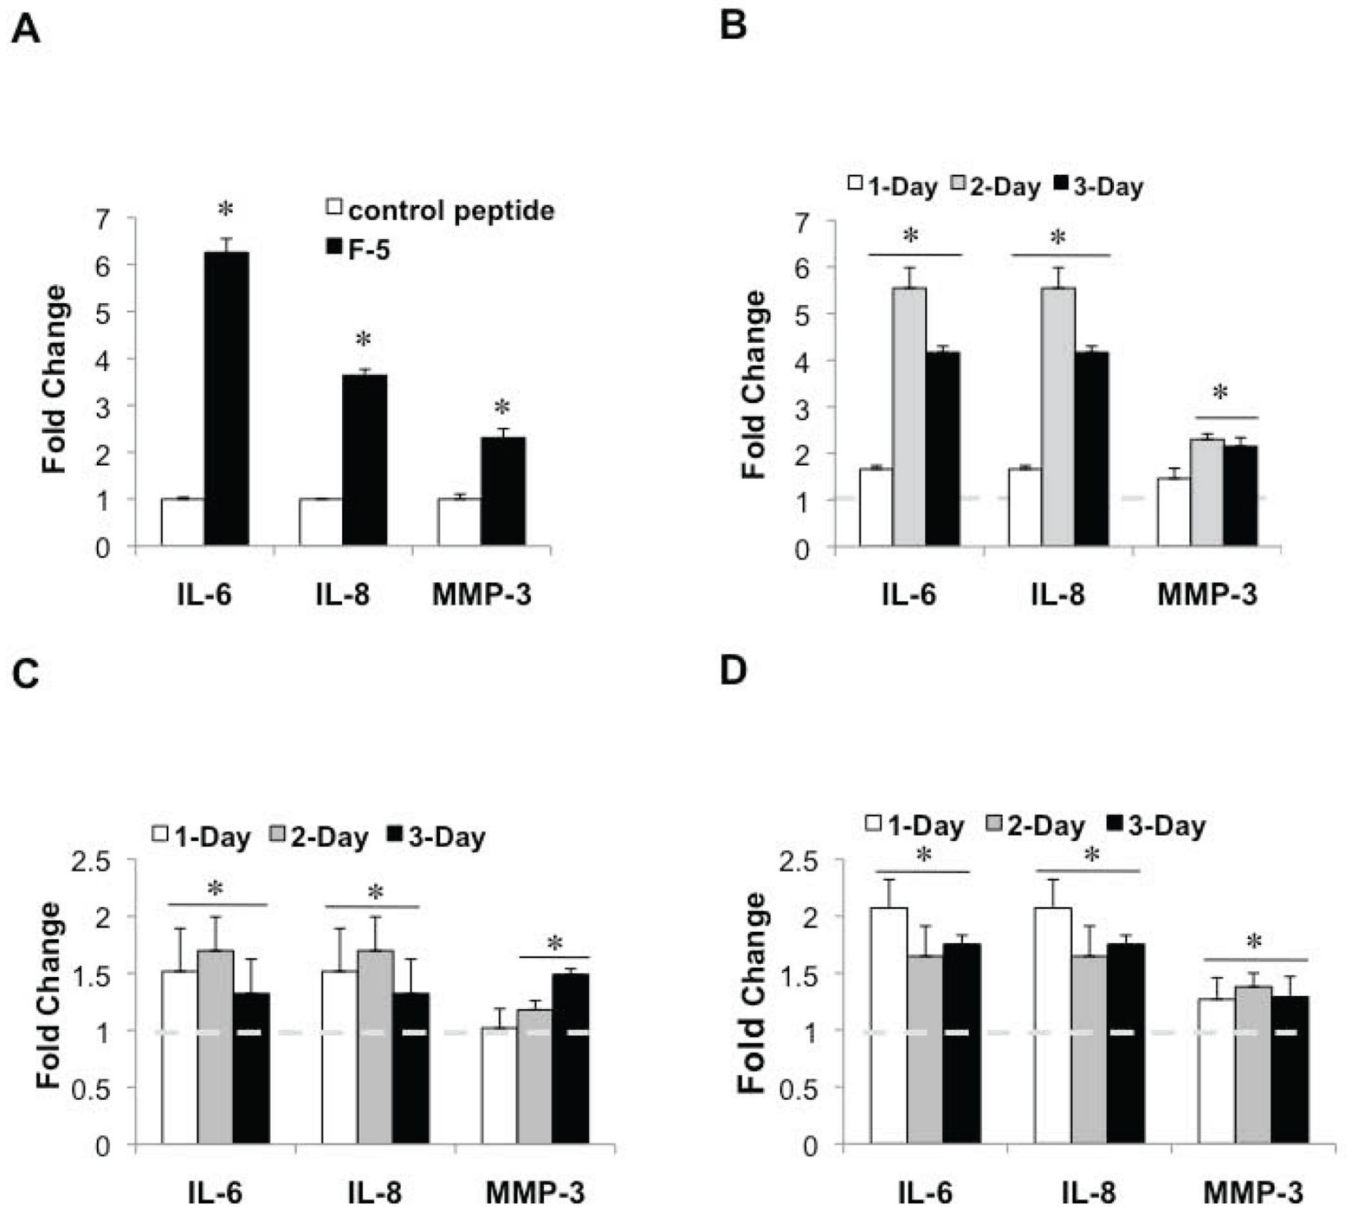 A
control peptide
F-5
*
*
*
7
6
5
4
3
2
1
0
Fold Change
IL-6 IL-8 MMP-3
B
1-Day 2-Day 3-Day
*
*
*
7
6
5
4
3
2
1
0
Fold Change
IL-6 IL-8 MMP-3
C
1-Day 2-Day 3-Day
*
*
*
2.5
2
1.5
1
0.5
0
Fold Change
IL-6 IL-8 MMP-3
D
1-Day 2-Day 3-Day
*
*
*
2.5
2
1.5
1
0.5
0
Fold Change
IL-6 IL-8 MMP-3